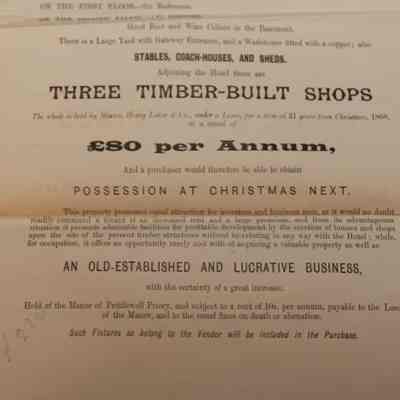 ON THE FIRST FLOOR—Six Bedrooms.
Good Beer and Wine Cellars in the Basement.
There is a Large Yard with Gateway Entrance, and a Washhouse fitted with a copper; also
STABLES, COACH-HOUSES, AND SHEDS.
Adjoining the Hotel there are
THREE TIMBER-BUILT SHOPS
The whole is held by Messrs. Henry Luker & Co., under a Lease, for a term of 21 years from Christmas, 1868,
at a rental of
£80 per Annum,
And a purchaser would therefore be able to obtain
POSSESSION AT CHRISTMAS NEXT.
This property possesses equal attraction for investors and business men, as it would no doubt
readily command a tenant at an increased rent and a large premium, and from its advantageous
situation it presents admirable facilities for profitable development by the erection of houses and shops
upon the site of the present timber structures without interfering in any way with the Hotel; while,
for occupation, it offers an opportunity rarely met with of acquiring a valuable property as well as
AN OLD-ESTABLISHED AND LUCRATIVE BUSINESS,
with the certainty of a great increase.
Held of the Manor of Prittlewell Priory, and subject to a rent of 10s. per annum, payable to the Lord
of the Manor, and to the usual fines on death or alienation.
Such Fixtures as belong to the Vendor will be included in the Purchase.